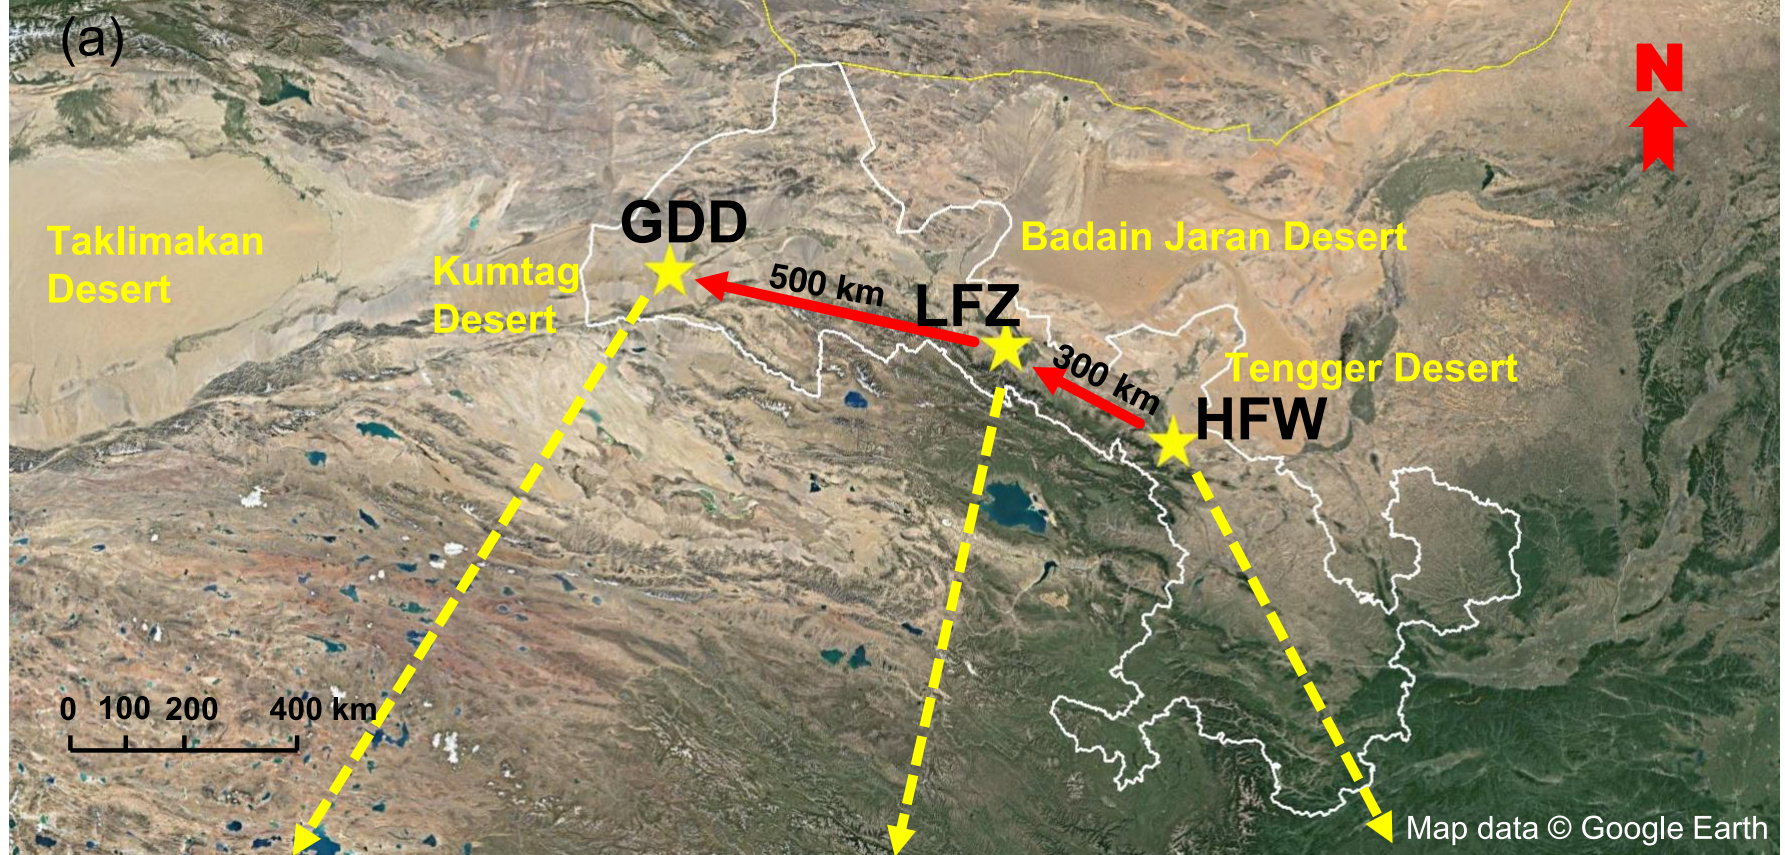 (a)
N
Taklimakan
Desert
Kumtag
Desert
GDD
500 km
LFZ
Badain Jaran Desert
300 km
Tengger Desert
HFW
0 100 200 400 km
Map data © Google Earth